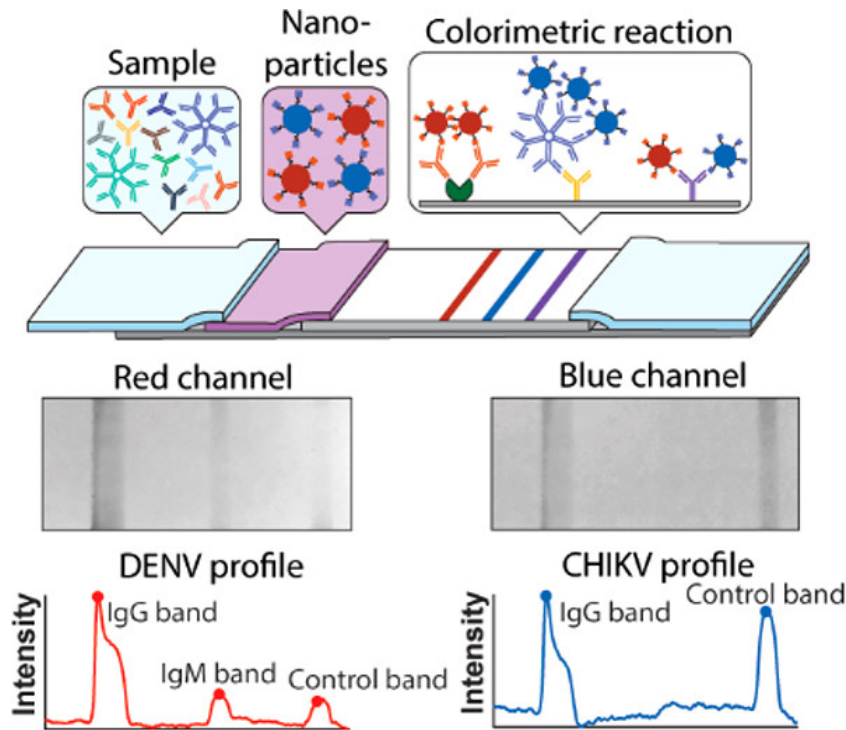 Sample
Nano-
particles
Colorimetric reaction
Red channel
Blue channel
DENV profile
CHIKV profile
Intensity
IgG band
IgM band
Control band
Intensity
IgG band
Control band